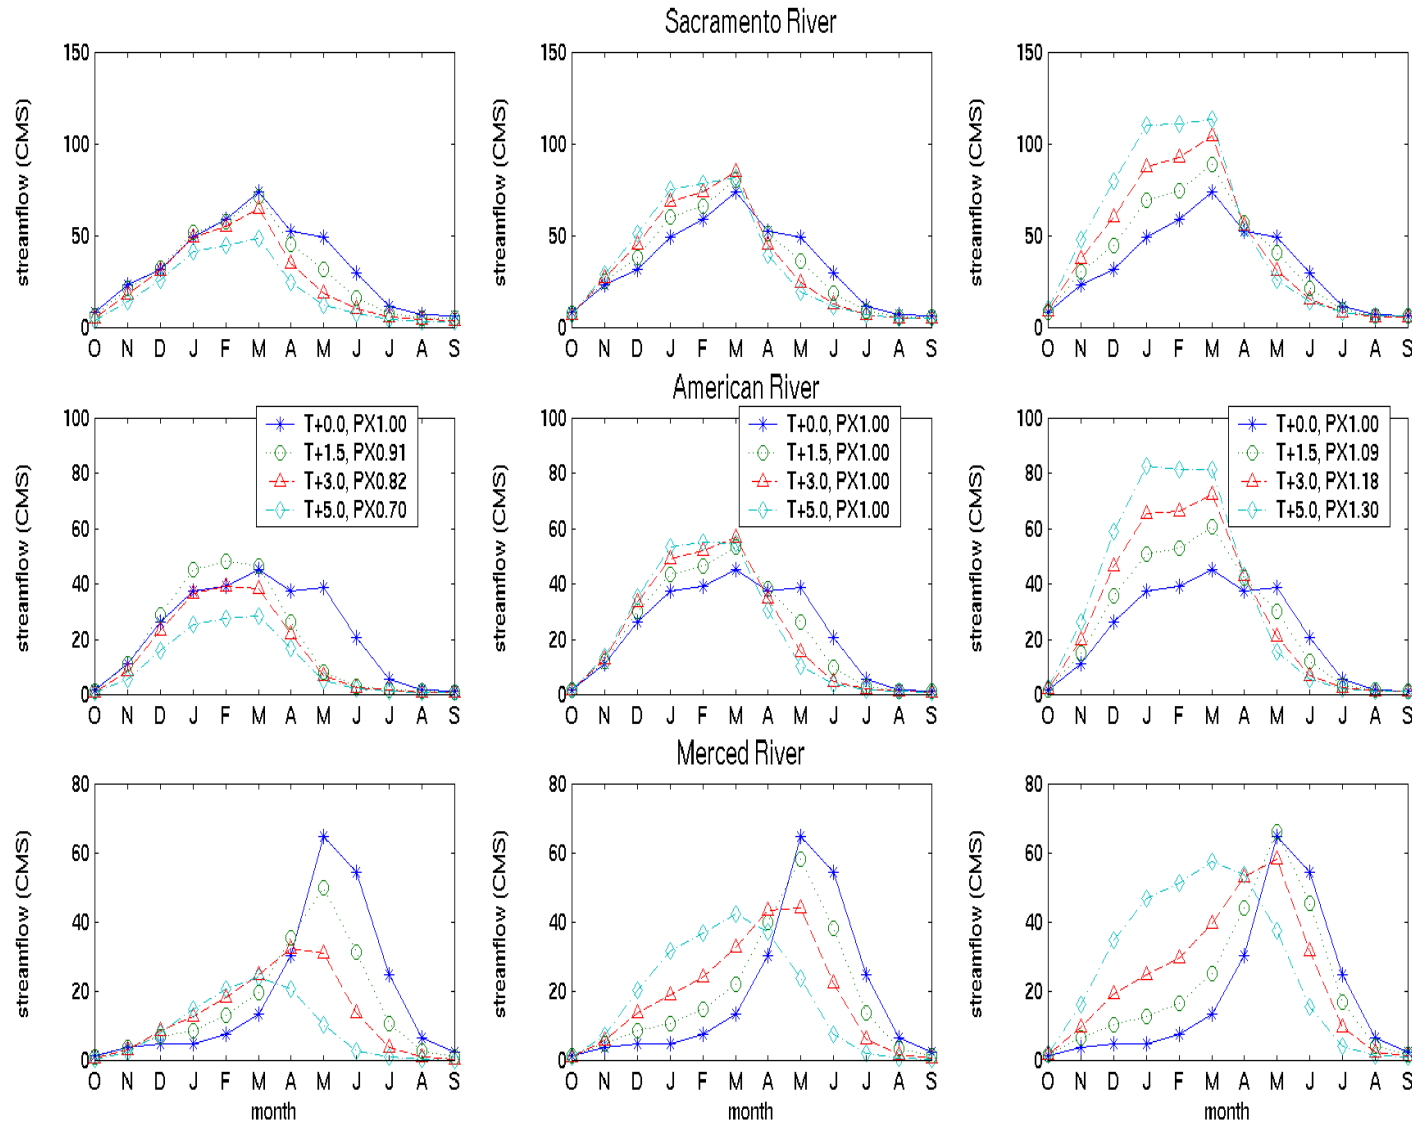 Sacramento River
150 150 150
100 100 100
50 50 50
0 0 0
streamflow (CMS) streamflow (CMS) streamflow (CMS)
O N D J F M A M J J A S O N D J F M A M J J A S O N D J F M A M J J A S
American River
100 100 100
80 80 80
60 60 60
40 40 40
20 20 20
0 0 0
streamflow (CMS) streamflow (CMS) streamflow (CMS)
T+0.0, PX1.00
T+1.5, PX0.91
T+3.0, PX0.82
T+5.0, PX0.70
T+0.0, PX1.00
T+1.5, PX1.00
T+3.0, PX1.00
T+5.0, PX1.00
T+0.0, PX1.00
T+1.5, PX1.09
T+3.0, PX1.18
T+5.0, PX1.30
O N D J F M A M J J A S O N D J F M A M J J A S O N D J F M A M J J A S
Merced River
80 80 80
60 60 60
40 40 40
20 20 20
0 0 0
streamflow (CMS) streamflow (CMS) streamflow (CMS)
O N D J F M A M J J A S O N D J F M A M J J A S O N D J F M A M J J A S
month month month